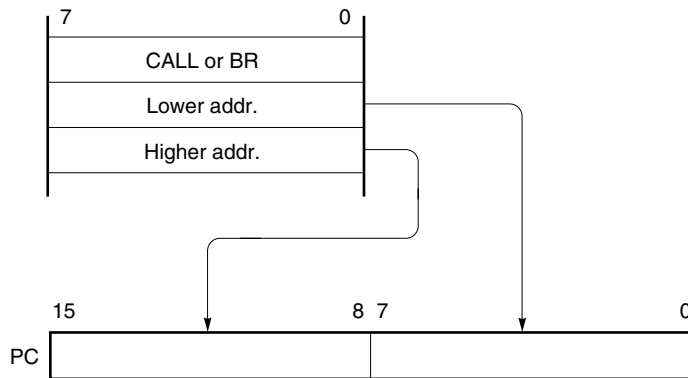 7 0
CALL or BR
Lower addr.
Higher addr.
15 8 7 0
PC